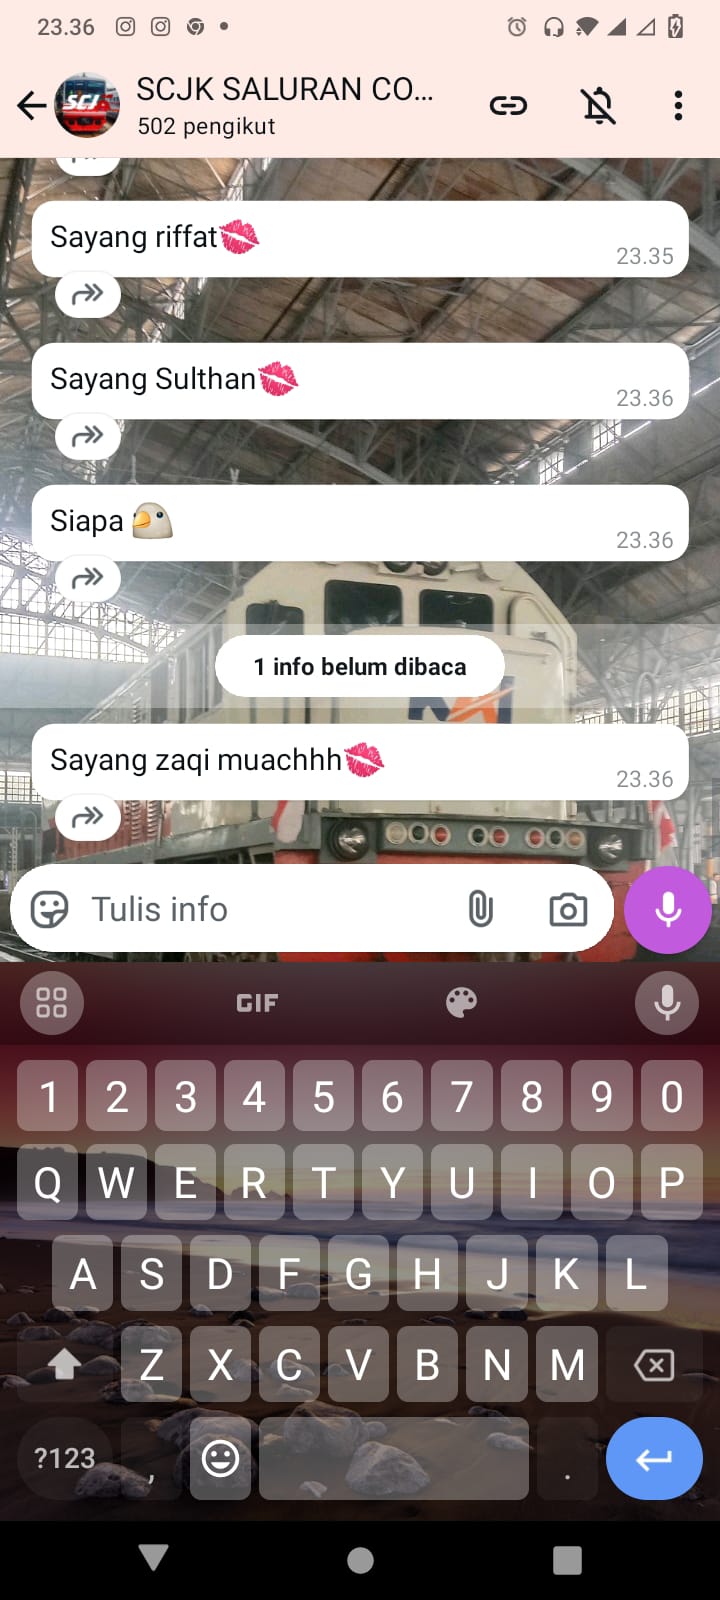 23.36
SCJK SALURAN CO...
502 pengikut
SCI
Sayang riffat💋
23.35
Sayang Sulthan💋
23.36
Siapa 🐤
23.36
1 info belum dibaca
Sayang zaqi muachhh💋
23.36
Tulis info
GIF
1 2 3 4 5 6 7 8 9 0
Q W E R T Y U I O P
A S D F G H J K L
Z X C V B N M
?123 , .